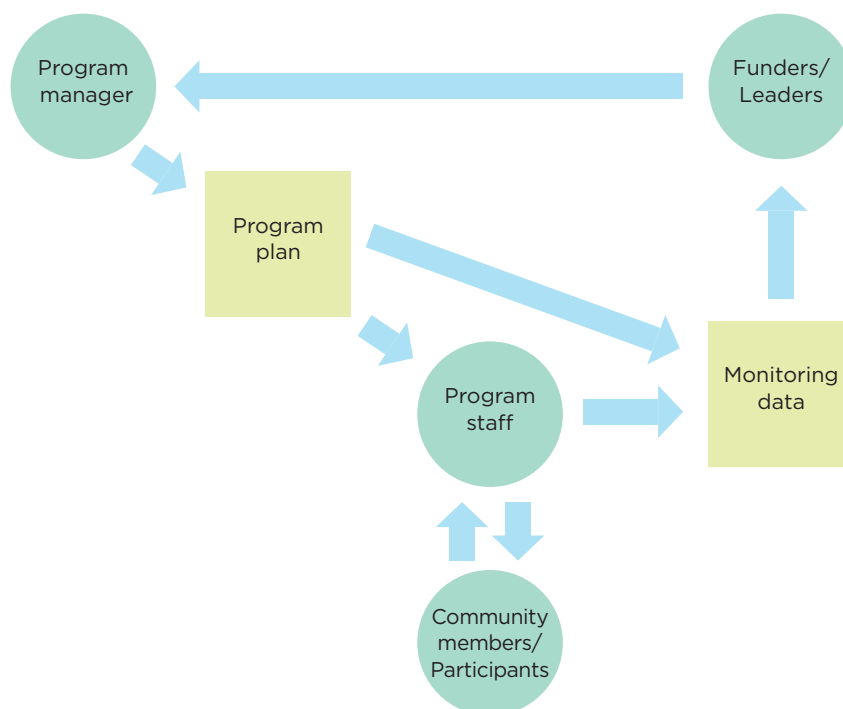 Program
manager
Funders/
Leaders
Program
plan
Monitoring
data
Program
staff
Community
members/
Participants